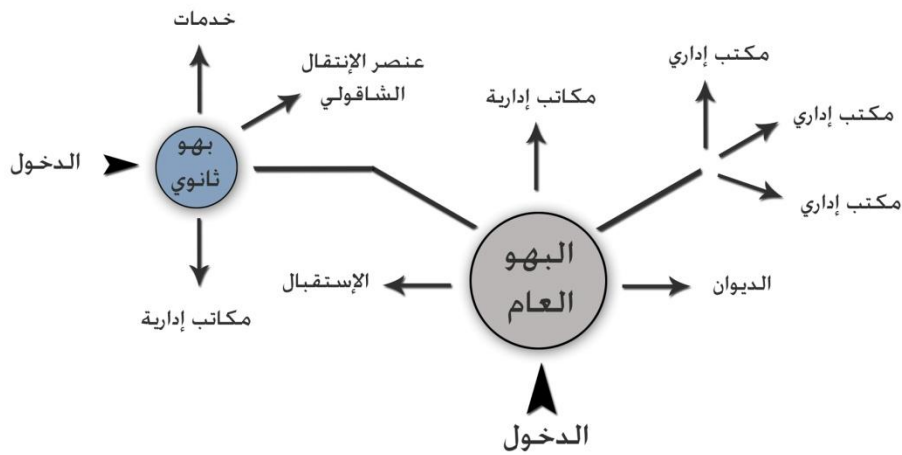 خدمات
عنصر الإنتقال
الشاقولي
مكاتب إدارية
مكتب إداري
مكتب إداري
مكتب إداري
الدخول
بهو
ثانوي
البهو
العام
الإستقبال
الديوان
مكاتب إدارية
الدخول